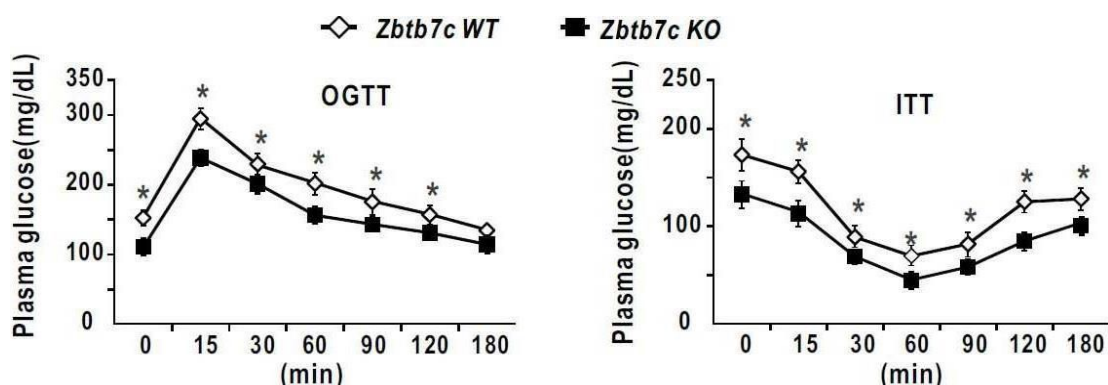 Zbtb7c WT Zbtb7c KO
OGTT
Plasma glucose(mg/dL)
350
300
250
200
150
100
0
* * * * * *
0 15 30 60 90 120 180
(min)
ITT
Plasma glucose(mg/dL)
250
200
100
0
* * * * * * *
0 15 30 60 90 120 180
(min)